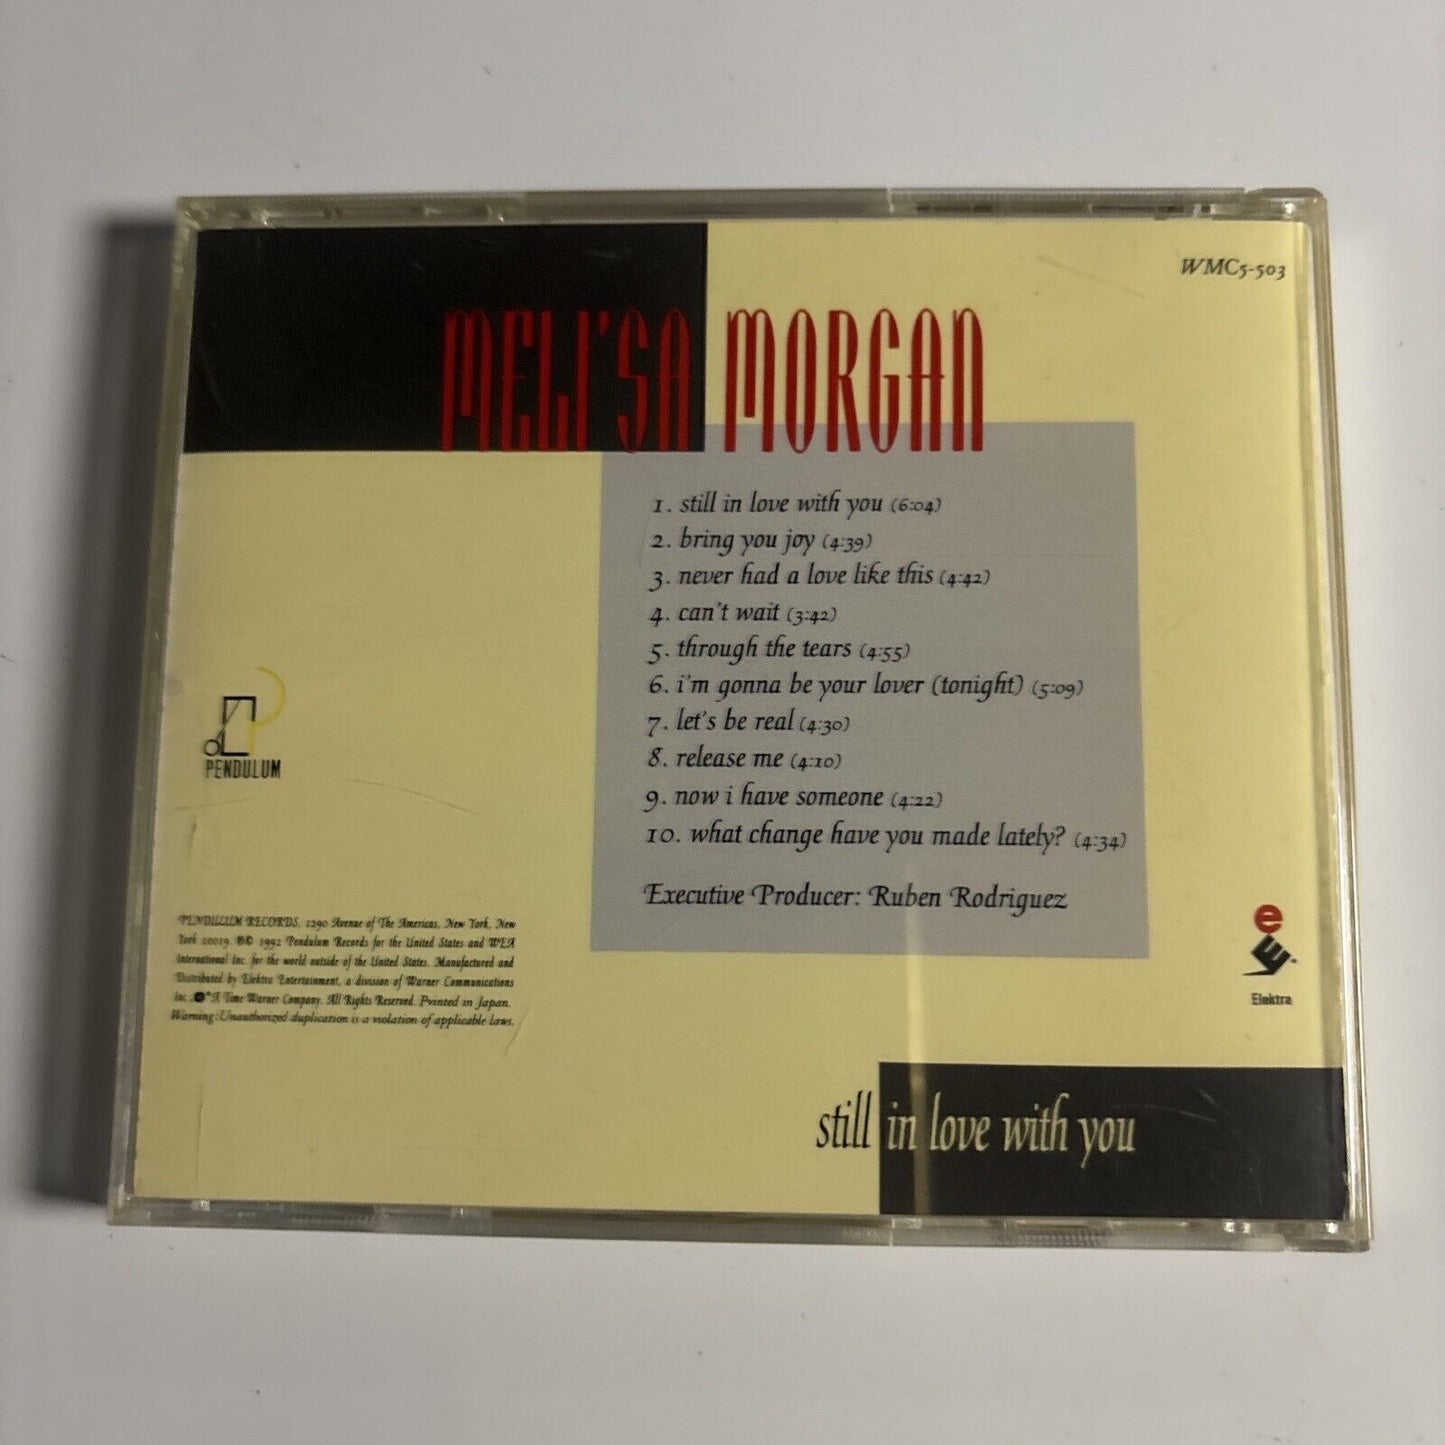 WMC5-503
MELI'SA MORGAN
1. still in love with you (6:04)
2. bring you joy (4:39)
3. never had a love like this (4:42)
4. can't wait (3:42)
5. through the tears (4:55)
6. i'm gonna be your lover (tonight) (5:09)
7. let's be real (4:30)
8. release me (4:10)
9. now i have someone (4:22)
10. what change have you made lately? (4:34)
Executive Producer: Ruben Rodriguez
PENDULUM
PENDULUM RECORDS, 1290 Avenue of The Americas, New York, New
York 10019. ℗© 1992 Pendulum Records for the United States and WEA
International Inc. for the world outside of the United States. Manufactured and
Distributed by Elektra Entertainment, a division of Warner Communications
Inc. A Time Warner Company. All Rights Reserved. Printed in Japan.
Warning: Unauthorized duplication is a violation of applicable laws.
e
Elektra
still in love with you